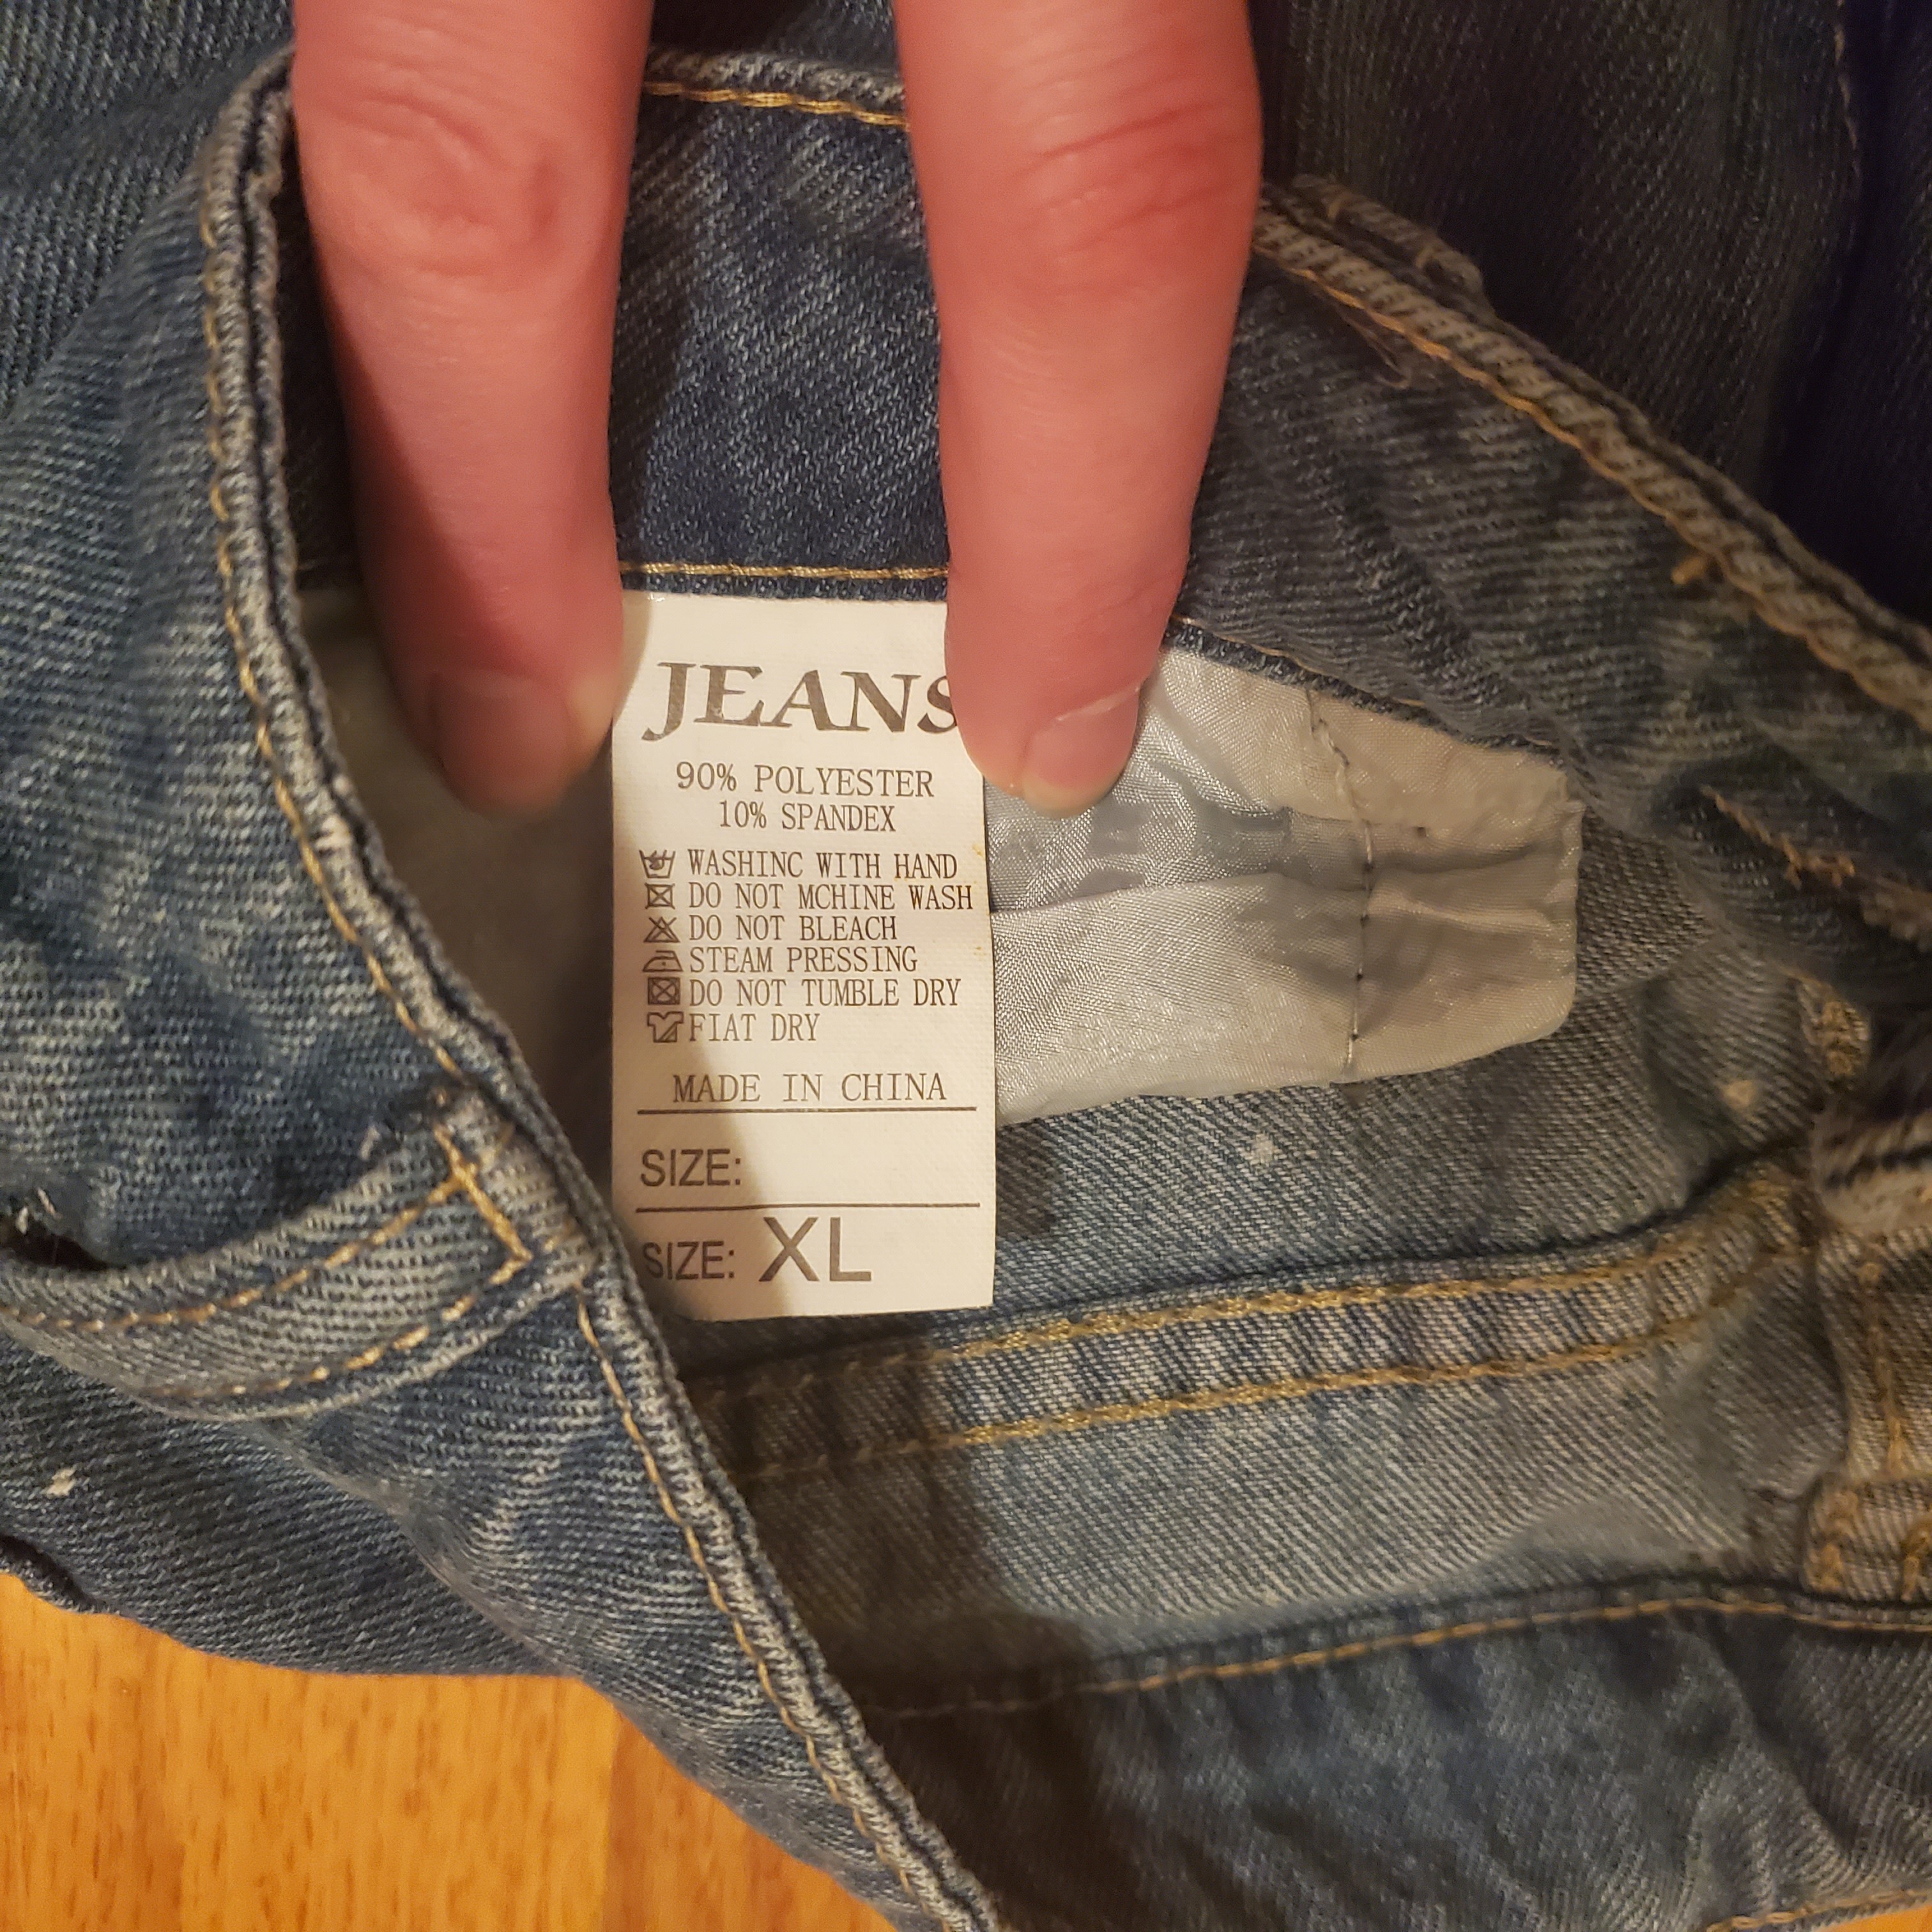 JEANS
90% POLYESTER
10% SPANDEX
WASHINC WITH HAND
DO NOT MCHINE WASH
DO NOT BLEACH
STEAM PRESSING
DO NOT TUMBLE DRY
FIAT DRY
MADE IN CHINA
SIZE:
SIZE: XL